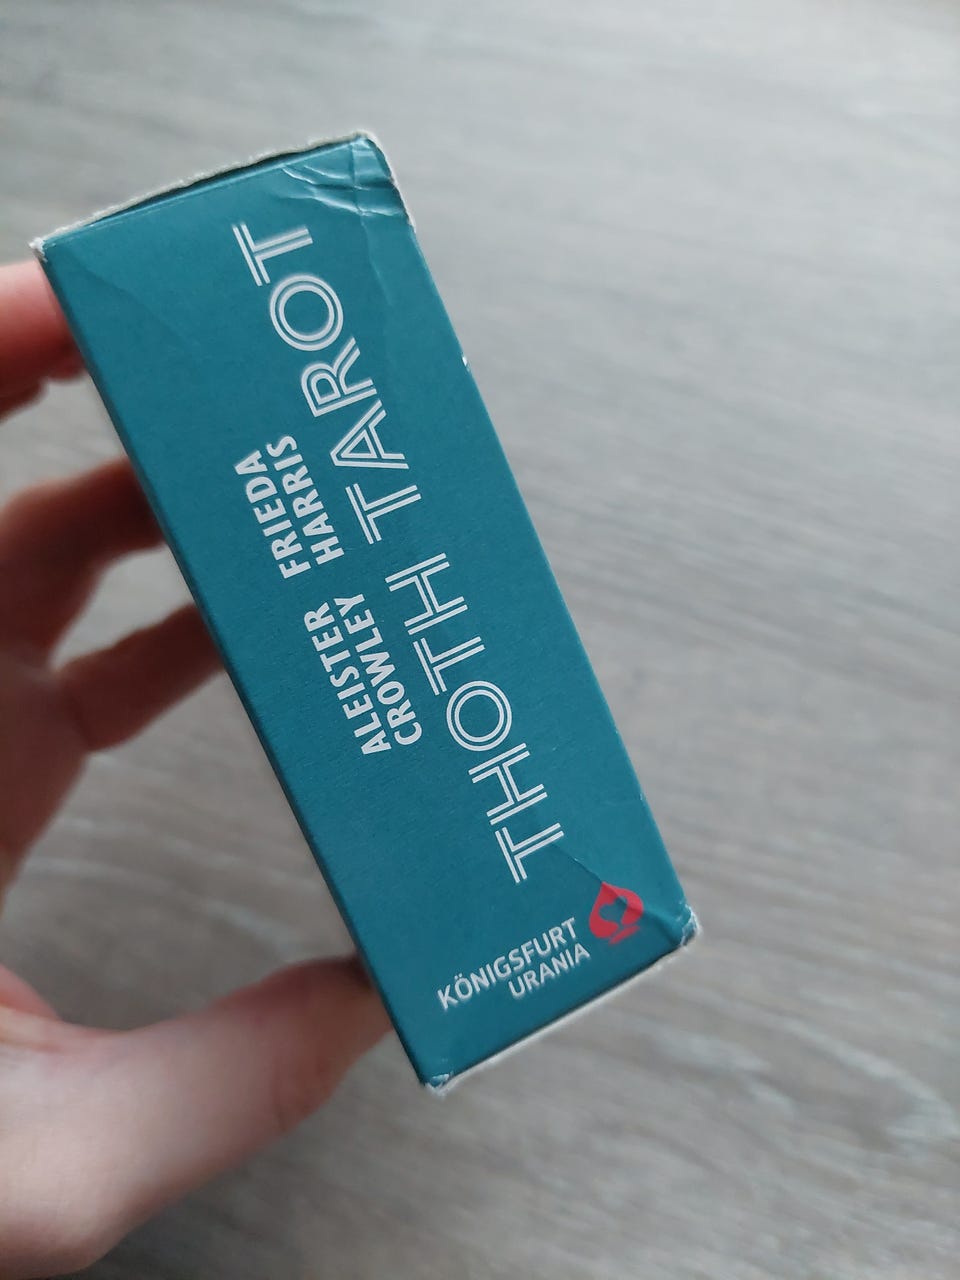 ALEISTER
CROWLEY
FRIEDA
HARRIS
THOTH TAROT
KÖNIGSFURT
URANIA